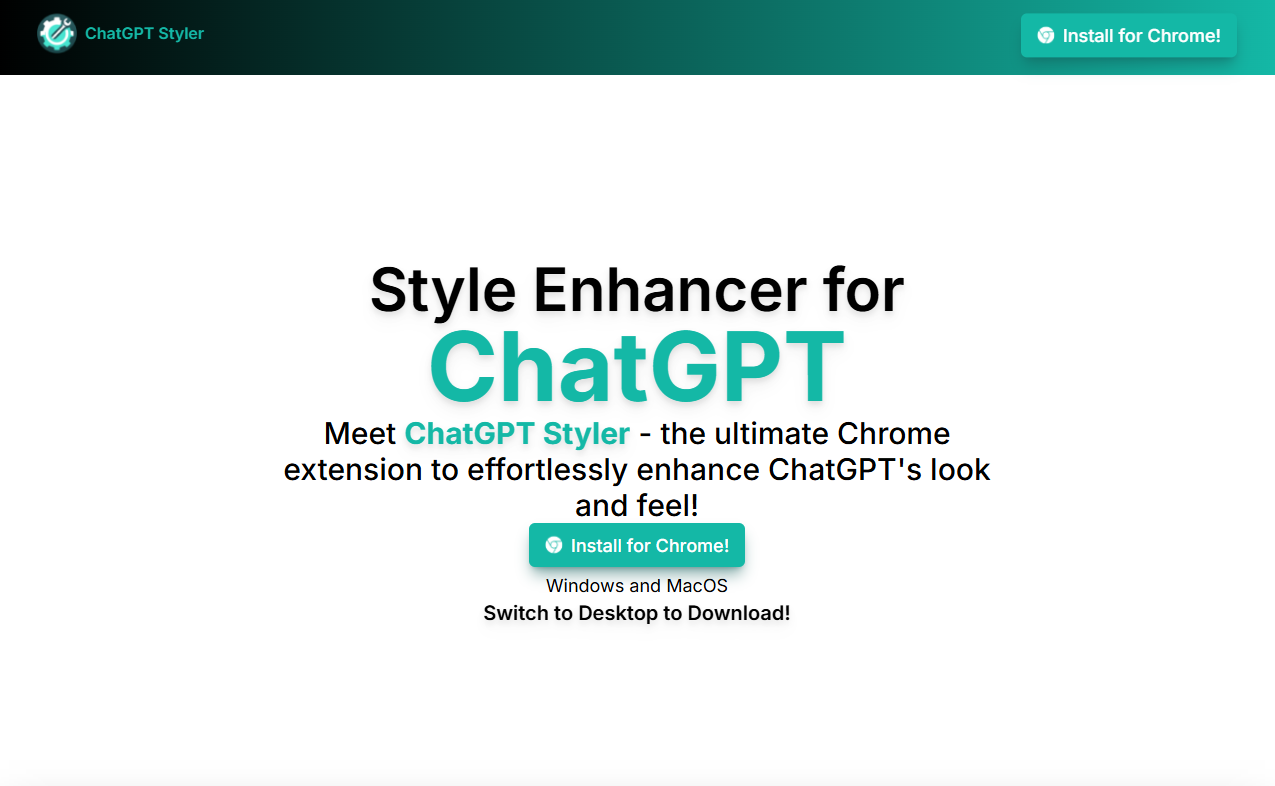 ChatGPT Styler
Install for Chrome!
Style Enhancer for
ChatGPT
Meet ChatGPT Styler - the ultimate Chrome
extension to effortlessly enhance ChatGPT's look
and feel!
Install for Chrome!
Windows and MacOS
Switch to Desktop to Download!